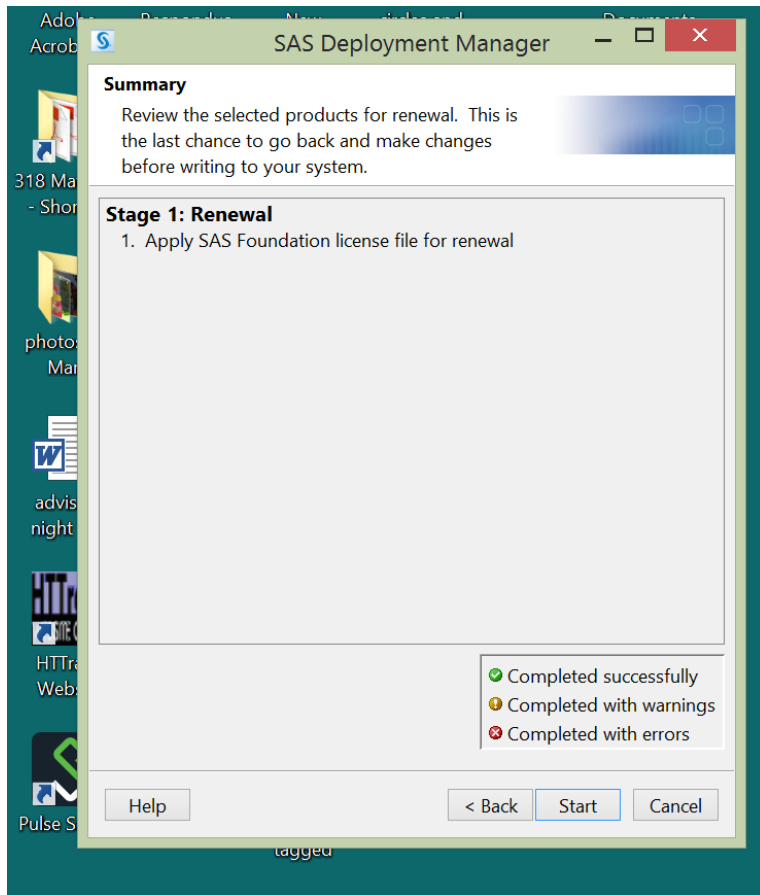 SAS Deployment Manager
Summary
Review the selected products for renewal. This is
the last chance to go back and make changes
before writing to your system.
Stage 1: Renewal
1. Apply SAS Foundation license file for renewal
Completed successfully
Completed with warnings
Completed with errors
Help
< Back
Start
Cancel
Adob
Acrob
318 Ma
- Shor
photo
Mar
advis
night
HTTra
Webs
Pulse S
tagged